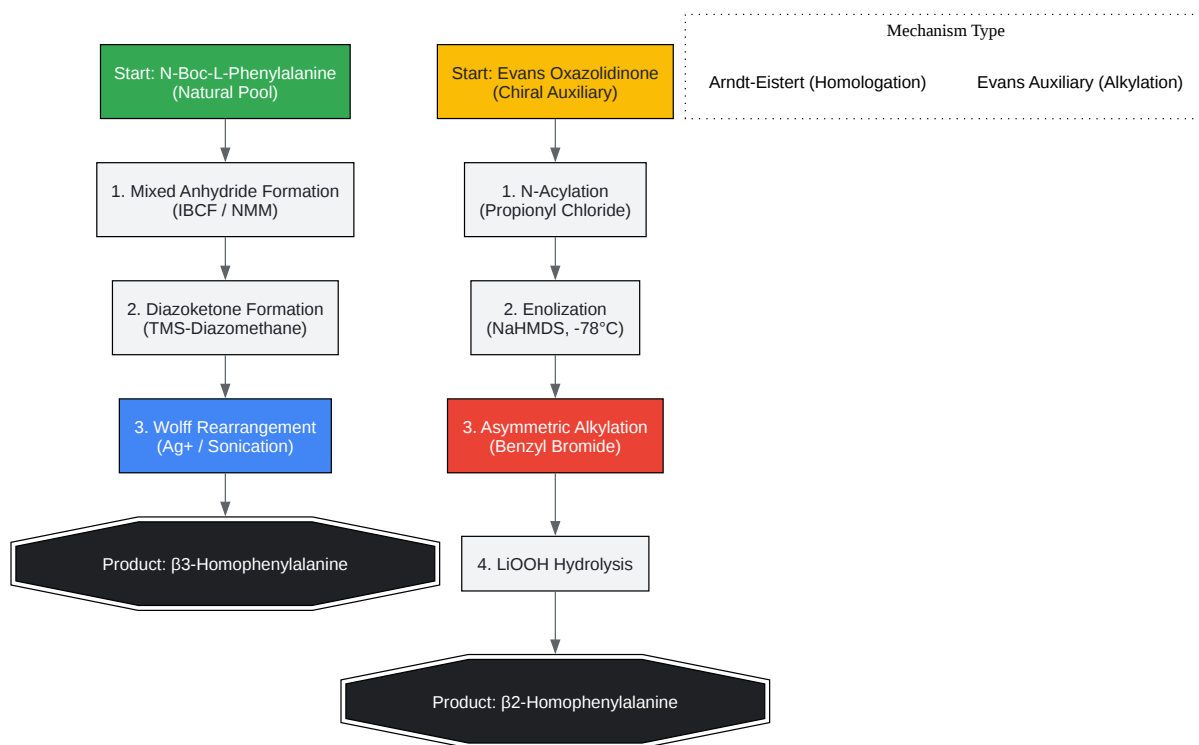 Mechanism Type
Arndt-Eistert (Homologation)
Evans Auxiliary (Alkylation)
Start: N-Boc-L-Phenylalanine
(Natural Pool)
1. Mixed Anhydride Formation
(IBCF / NMM)
2. Diazoketone Formation
(TMS-Diazomethane)
3. Wolff Rearrangement
(Ag+ / Sonication)
Product: β3-Homophenylalanine
Start: Evans Oxazolidinone
(Chiral Auxiliary)
1. N-Acylation
(Propionyl Chloride)
2. Enolization
(NaHMDS, -78°C)
3. Asymmetric Alkylation
(Benzyl Bromide)
4. LiOOH Hydrolysis
Product: β2-Homophenylalanine